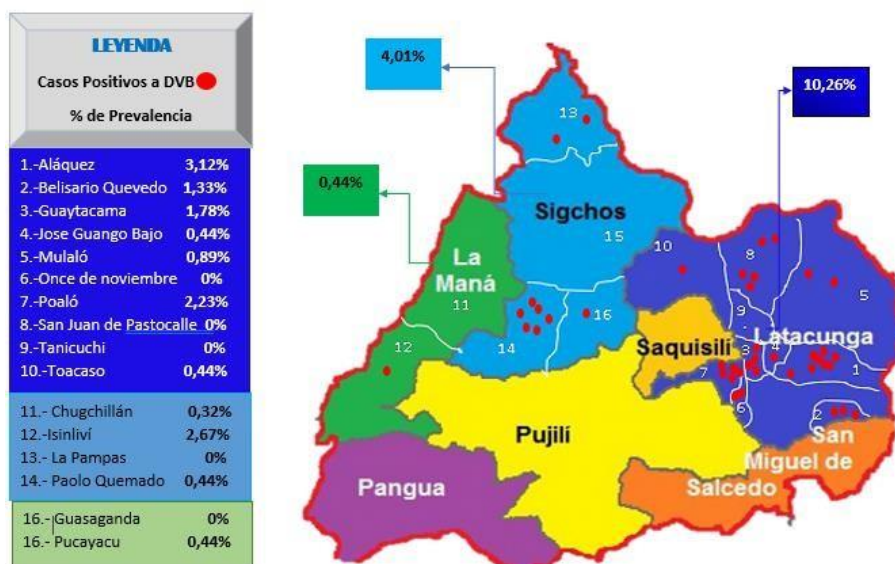 LEYENDA
Casos Positivos a DVB
% de Prevalencia
1.-Aláquez 3,12%
2.-Belisario Quevedo 1,33%
3.-Guaytacama 1,78%
4.-Jose Guango Bajo 0,44%
5.-Mulaló 0,89%
6.-Once de noviembre 0%
7.-Poaló 2,23%
8.-San Juan de Pastocalle 0%
9.-Tanicuchi 0%
10.-Toacaso 0,44%
11.- Chugchillán 0,32%
12.-Isinliví 2,67%
13.- La Pampas 0%
14.- Paolo Quemado 0,44%
16.-Guasaganda 0%
16.-Pucayacu 0,44%
4,01%
10,26%
0,44%
13
Sigchos
15
10
8
La
Maná
11
5
9
16
12
14
Saquisilí
Latacunga
3
4
7
1
6
2
Pujilí
San
Miguel de
Salcedo
Pangua